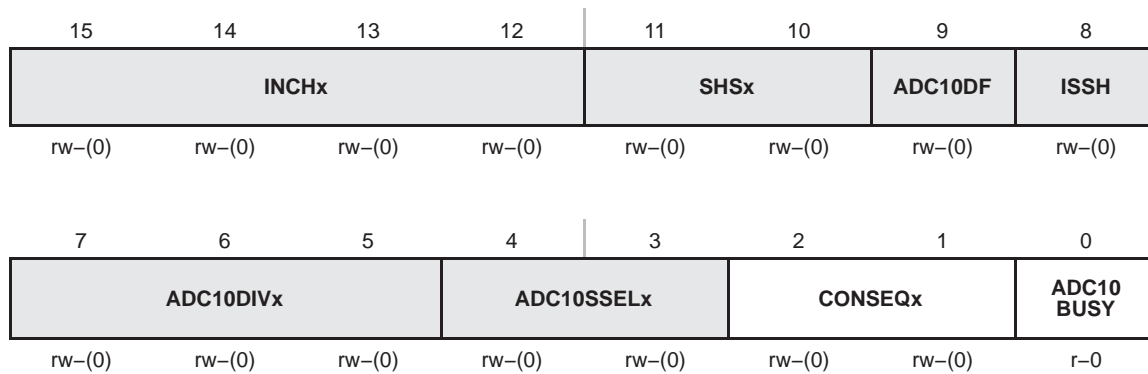 15 14 13 12 11 10 9 8
INCHx SHSx ADC10DF ISSH
rw−(0) rw−(0) rw−(0) rw−(0) rw−(0) rw−(0) rw−(0) rw−(0)
7 6 5 4 3 2 1 0
ADC10DIVx ADC10SSELx CONSEQx ADC10
BUSY
rw−(0) rw−(0) rw−(0) rw−(0) rw−(0) rw−(0) rw−(0) r−0